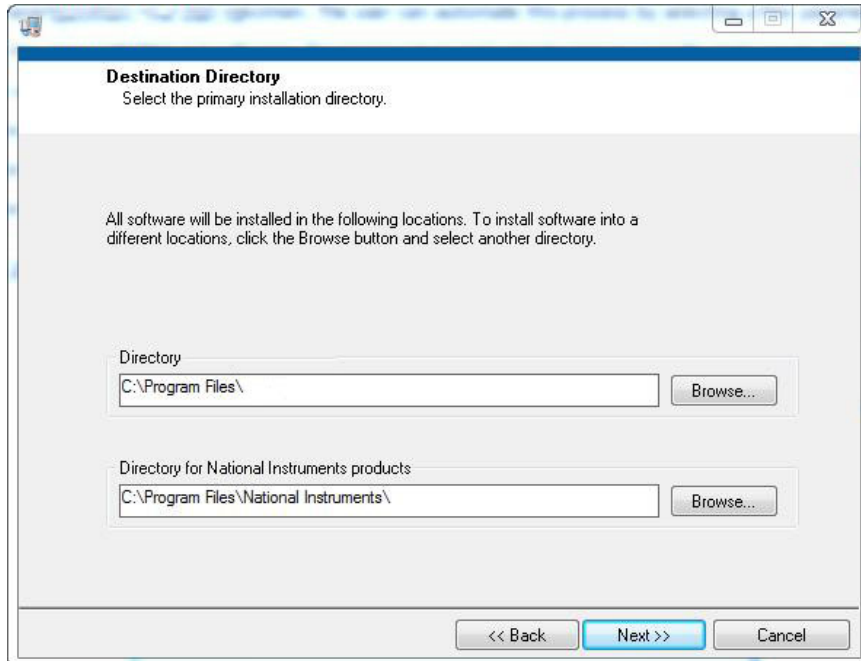 Destination Directory
Select the primary installation directory.
All software will be installed in the following locations. To install software into a
different locations, click the Browse button and select another directory.
Directory
C:\Program Files\
Browse...
Directory for National Instruments products
C:\Program Files\National Instruments\
Browse...
<< Back
Next >>
Cancel